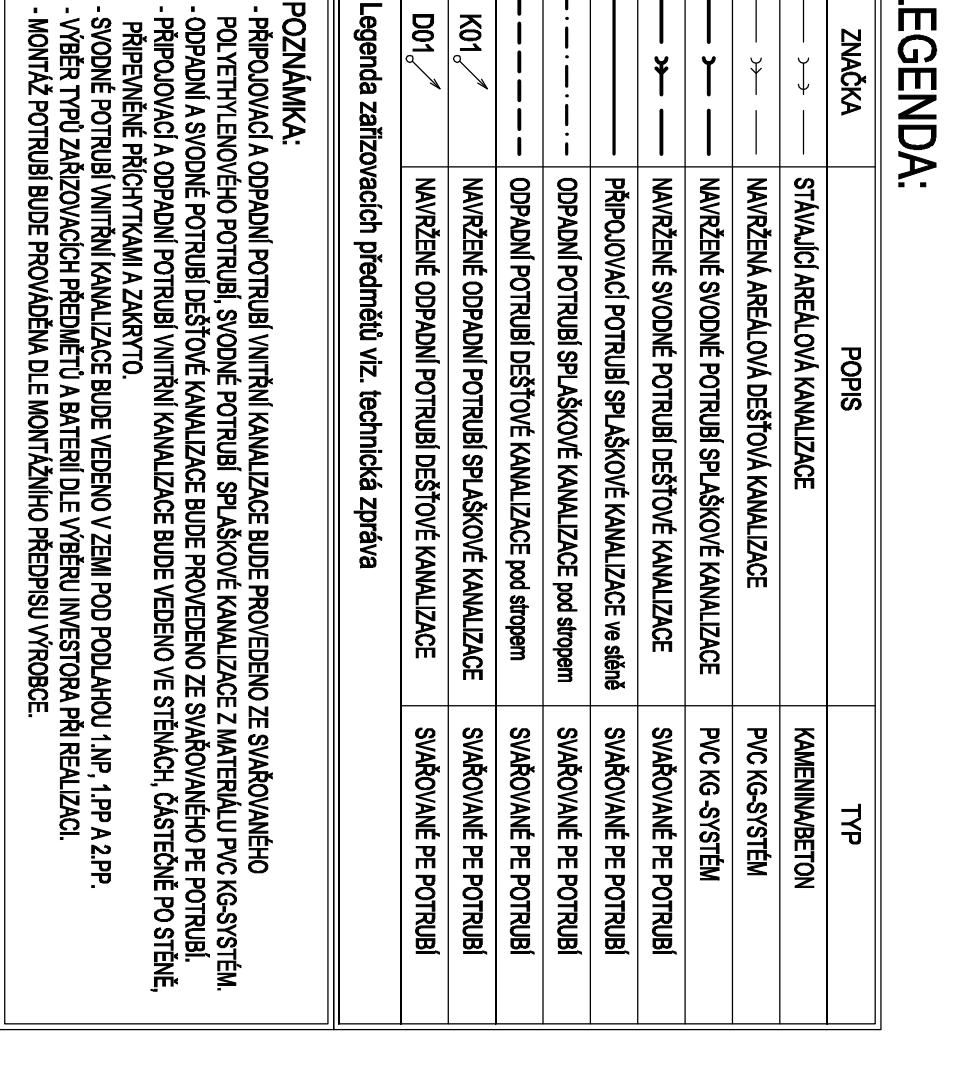 LEGENDA:
ZNAČKA POPIS TYP
STÁVAJÍCÍ AREÁLOVÁ KANALIZACE KAMENINA/BETON
NAVRŽENÁ AREÁLOVÁ DEŠŤOVÁ KANALIZACE PVC KG-SYSTÉM
NAVRŽENÉ SVODNÉ POTRUBÍ SPLAŠKOVÉ KANALIZACE PVC KG -SYSTÉM
NAVRŽENÉ SVODNÉ POTRUBÍ DEŠŤOVÉ KANALIZACE SVAŘOVANÉ PE POTRUBÍ
PŘIPOJOVACÍ POTRUBÍ SPLAŠKOVÉ KANALIZACE ve stěně SVAŘOVANÉ PE POTRUBÍ
ODPADNÍ POTRUBÍ SPLAŠKOVÉ KANALIZACE pod stropem SVAŘOVANÉ PE POTRUBÍ
ODPADNÍ POTRUBÍ DEŠŤOVÉ KANALIZACE pod stropem SVAŘOVANÉ PE POTRUBÍ
K01 NAVRŽENÉ ODPADNÍ POTRUBÍ SPLAŠKOVÉ KANALIZACE SVAŘOVANÉ PE POTRUBÍ
D01 NAVRŽENÉ ODPADNÍ POTRUBÍ DEŠŤOVÉ KANALIZACE SVAŘOVANÉ PE POTRUBÍ
Legenda zařizovacích předmětů viz. technická zpráva
POZNÁMKA:
- PŘIPOJOVACÍ A ODPADNÍ POTRUBÍ VNITŘNÍ KANALIZACE BUDE PROVEDENO ZE SVAŘOVANÉHO
POLYETHYLENOVÉHO POTRUBÍ, SVODNÉ POTRUBÍ SPLAŠKOVÉ KANALIZACE Z MATERIÁLU PVC KG-SYSTÉM.
- ODPADNÍ A SVODNÉ POTRUBÍ DEŠŤOVÉ KANALIZACE BUDE PROVEDENO ZE SVAŘOVANÉHO PE POTRUBÍ.
- PŘIPOJOVACÍ A ODPADNÍ POTRUBÍ VNITŘNÍ KANALIZACE BUDE VEDENO VE STĚNÁCH, ČÁSTEČNĚ PO STĚNĚ,
PŘIPEVNĚNÉ PŘÍCHYTKAMI A ZAKRYTO.
- SVODNÉ POTRUBÍ VNITŘNÍ KANALIZACE BUDE VEDENO V ZEMI POD PODLAHOU 1.NP, 1.PP A 2.PP.
- VÝBĚR TYPŮ ZAŘIZOVACÍCH PŘEDMĚTŮ A BATERIÍ DLE VÝBĚRU INVESTORA PŘI REALIZACI.
- MONTÁŽ POTRUBÍ BUDE PROVÁDĚNA DLE MONTÁŽNÍHO PŘEDPISU VÝROBCE.